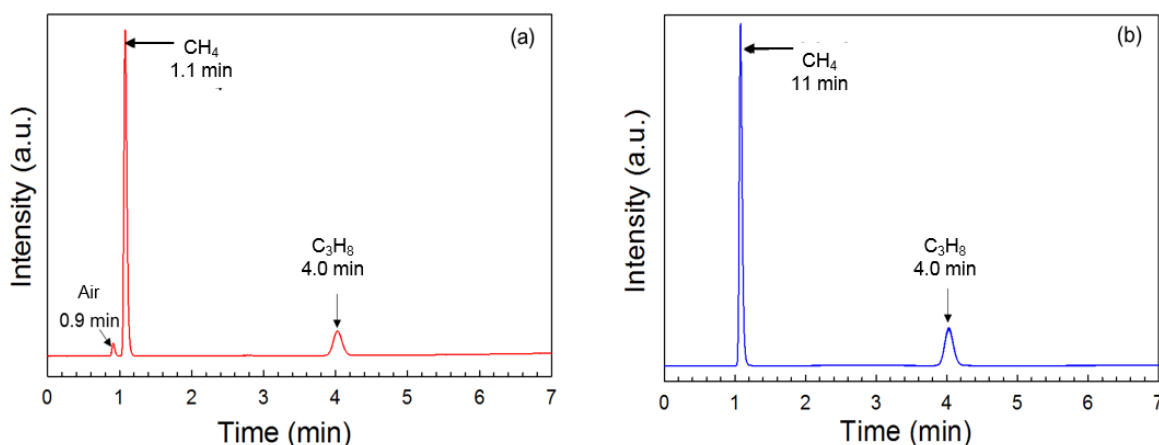 (a)
CH₄
1.1 min
C₃H₈
4.0 min
Air
0.9 min
Intensity (a.u.)
0 1 2 3 4 5 6 7
Time (min)
(b)
CH₄
11 min
C₃H₈
4.0 min
Intensity (a.u.)
0 1 2 3 4 5 6 7
Time (min)